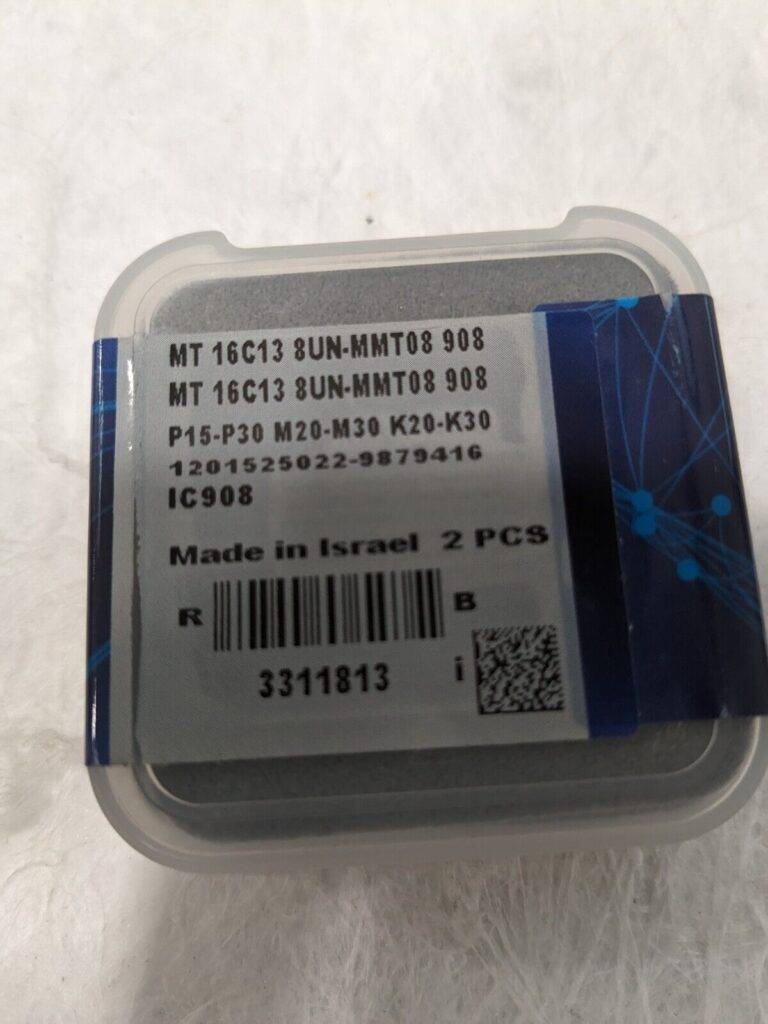 MT 16C13 8UN-MMT08 908
MT 16C13 8UN-MMT08 908
P15-P30 M20-M30 K20-K30
1201525022-9879416
IC908
Made in Israel 2 PCS
R B
3311813 i